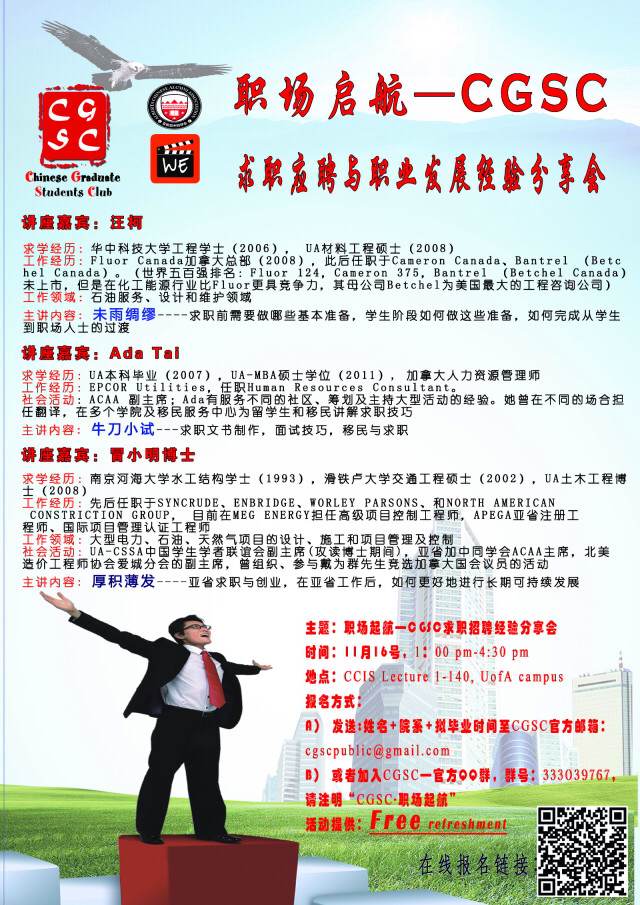 职场启航—CGSC
CG
SC
Chinese Graduate
Students Club
WE
求职应聘与职业发展经验分享会
讲座嘉宾：汪柯
求学经历：华中科技大学工程学士（2006）， UA材料工程硕士（2008）
工作经历：Fluor Canada加拿大总部（2008），此后任职于Cameron Canada、Bantrel （Betc
hel Canada）。（世界五百强排名：Fluor 124，Cameron 375，Bantrel （Betchel Canada）
未上市，但是在化工能源行业比Fluor更具竞争力，其母公司Betchel为美国最大的工程咨询公司）
工作领域：石油服务、设计和维护领域
主讲内容：未雨绸缪----求职前需要做哪些基本准备，学生阶段如何做这些准备，如何完成从学生
到职场人士的过渡
讲座嘉宾：Ada Tai
求学经历：UA本科毕业（2007），UA-MBA硕士学位（2011）， 加拿大人力资源管理师
工作经历：EPCOR Utilities，任职Human Resources Consultant。
社会活动：ACAA 副主席；Ada有服务不同的社区、筹划及主持大型活动的经验。她曾在不同的场合担
任翻译，在多个学院及移民服务中心为留学生和移民讲解求职技巧
主讲内容：牛刀小试---求职文书制作，面试技巧，移民与求职
讲座嘉宾：晋小明博士
求学经历：南京河海大学水工结构学士（1993），滑铁卢大学交通工程硕士（2002），UA土木工程博
士（2008）
工作经历：先后任职于SYNCRUDE、ENBRIDGE、WORLEY PARSONS、和NORTH AMERICAN
CONSTRICTION GROUP， 目前在MEG ENERGY担任高级项目控制工程师，APEGA亚省注册工
程师、国际项目管理认证工程师
工作领域：大型电力、石油、天然气项目的设计、施工和项目管理及控制
社会活动：UA-CSSA中国学生学者联谊会副主席(攻读博士期间)，亚省加中同学会ACAA主席，北美
造价工程师协会爱城分会的副主席，曾组织、参与戴为群先生竞选加拿大国会议员的活动
主讲内容：厚积薄发----亚省求职与创业，在亚省工作后，如何更好地进行长期可持续发展
主题：职场起航—CGSC求职招聘经验分享会
时间：11月16号，1：00 pm-4:30 pm
地点：CCIS Lecture 1-140, UofA campus
报名方式：
A） 发送:姓名+院系+拟毕业时间至CGSC官方邮箱：
cgscpublic@gmail.com
B） 或者加入CGSC一官方QQ群，群号：333039767，
请注明“CGSC-职场起航”
活动提供：Free refreshment
在线报名链接